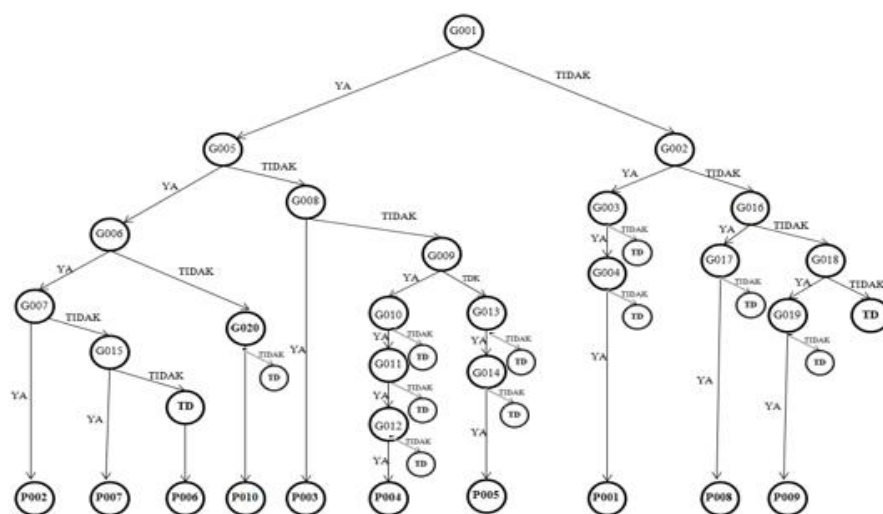 G001
YA
TIDAK
G005
G002
YA
TIDAK
YA
TIDAK
G008
G003
G016
G006
TIDAK
YA
TIDAK
YA
TIDAK
G009
TD
G017
G018
YA
TIDAK
YA
TDK
G004
TIDAK
YA
TIDAK
G007
G010
G013
TIDAK
TD
G019
TD
TIDAK
G020
YA
TIDAK
YA
TIDAK
TD
TIDAK
G015
TIDAK
G011
TD
G014
TD
TD
TIDAK
TD
YA
TIDAK
TIDAK
YA
TD
G012
TD
TD
YA
YA
YA
TIDAK
YA
YA
YA
YA
YA
TD
P002
P007
P006
P010
P003
P004
P005
P001
P008
P009